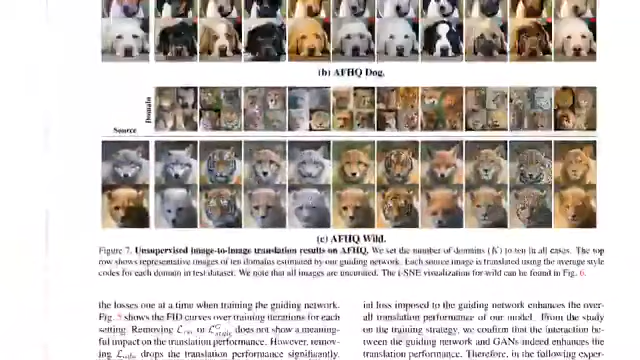 (b) AFHQ Dog.
Domain
Source
(c) AFHQ Wild.
Figure 7. Unsupervised image-to-image translation results on AFHQ. We set the number of domains (K) to ten in all cases. The top
row shows representative images of ten domains estimated by our guiding network. Each source image is translated using the average style
codes for each domain in test dataset. We note that all images are uncurated. The t-SNE visualization for wild can be found in Fig. 6.
the losses one at a time when training the guiding network.
Fig. 5 shows the FID curves over training iterations for each
setting. Removing or does not show a meaning-
ful impact on the translation performance. However, remov-
ing drops the translation performance significantly.
ing loss imposed to the guiding network enhances the over-
all translation performance of our model. From the study
on the training strategy, we confirm that the interaction be-
tween the guiding network and GANs indeed enhances the
translation performance. Therefore, in the following exper-